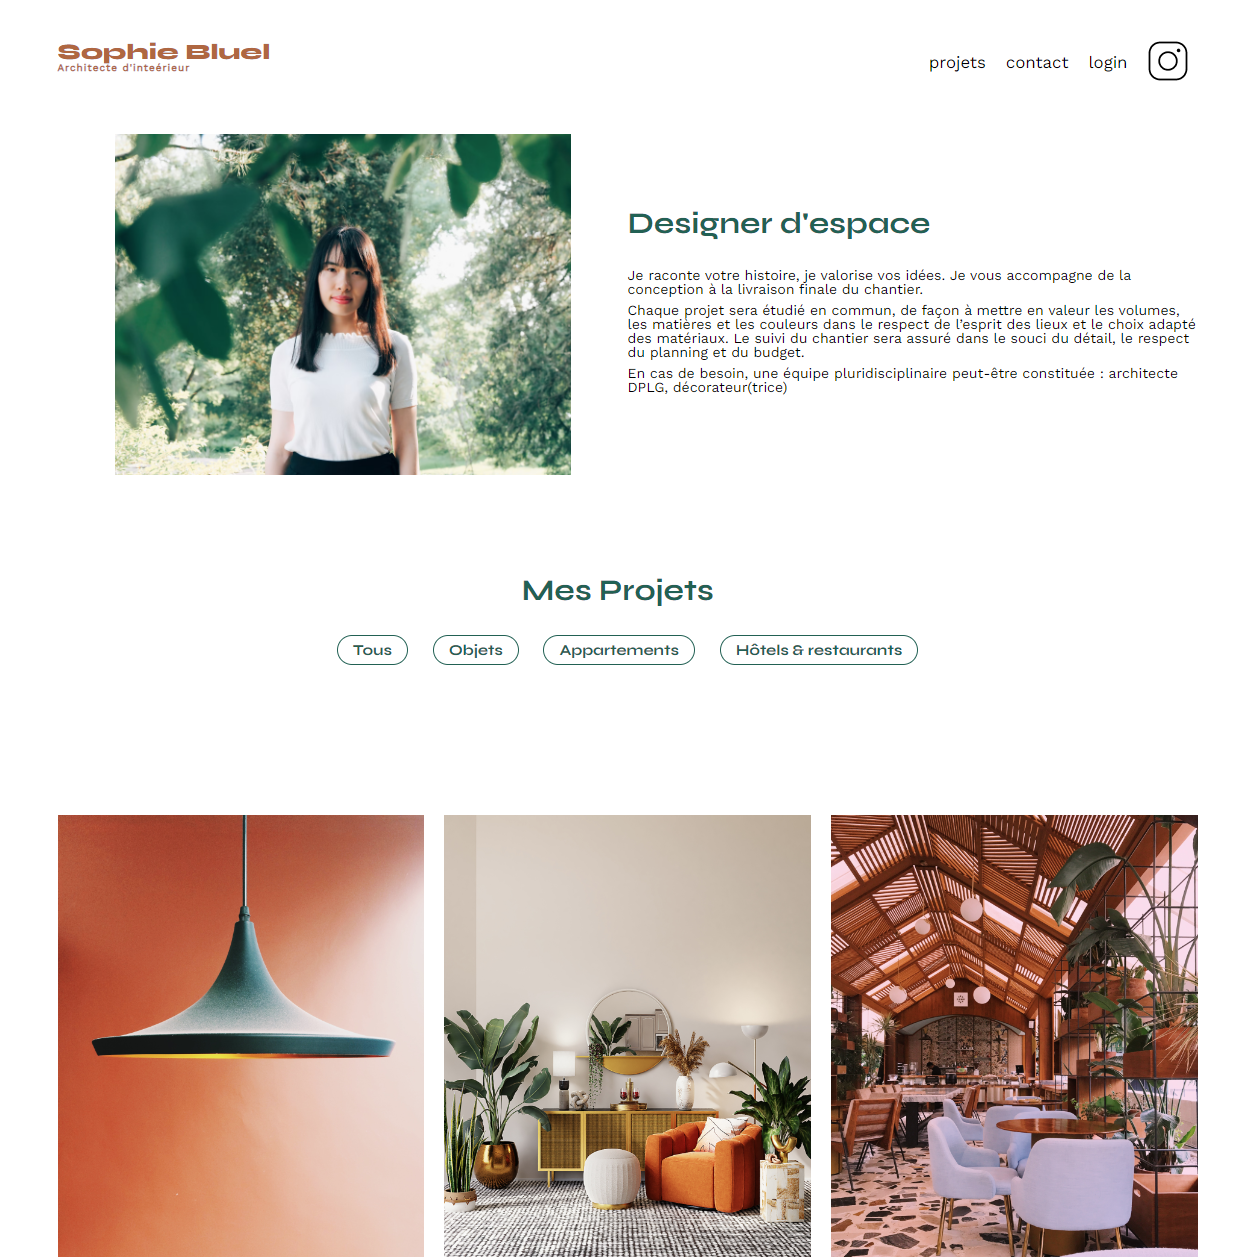 Sophie Bluel
Architecte d'inteérieur
projets contact login
Designer d'espace
Je raconte votre histoire, je valorise vos idées. Je vous accompagne de la
conception à la livraison finale du chantier.
Chaque projet sera étudié en commun, de façon à mettre en valeur les volumes,
les matières et les couleurs dans le respect de l’esprit des lieux et le choix adapté
des matériaux. Le suivi du chantier sera assuré dans le souci du détail, le respect
du planning et du budget.
En cas de besoin, une équipe pluridisciplinaire peut-être constituée : architecte
DPLG, décorateur(trice)
Mes Projets
Tous Objets Appartements Hôtels & restaurants